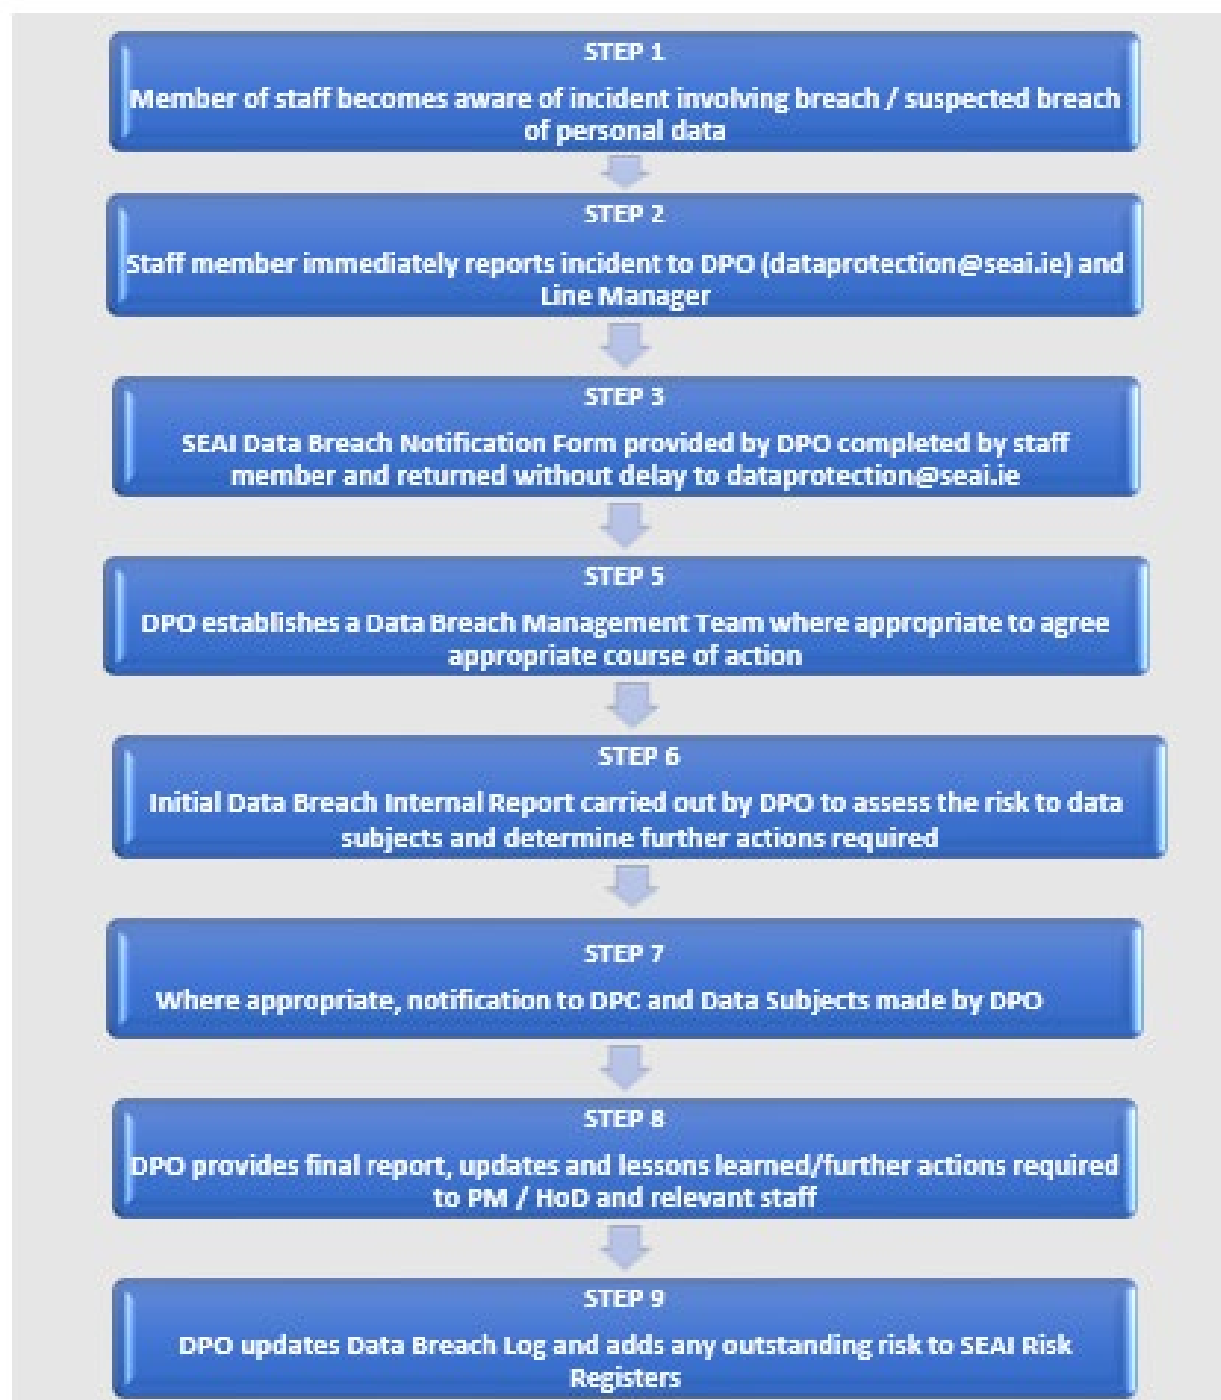 STEP 1
Member of staff becomes aware of incident involving breach / suspected breach
of personal data
STEP 2
Staff member immediately reports incident to DPO (dataprotection@seai.ie) and
Line Manager
STEP 3
SEAI Data Breach Notification Form provided by DPO completed by staff
member and returned without delay to dataprotection@seai.ie
STEP 5
DPO establishes a Data Breach Management Team where appropriate to agree
appropriate course of action
STEP 6
Initial Data Breach Internal Report carried out by DPO to assess the risk to data
subjects and determine further actions required
STEP 7
Where appropriate, notification to DPC and Data Subjects made by DPO
STEP 8
DPO provides final report, updates and lessons learned/further actions required
to PM / HoD and relevant staff
STEP 9
DPO updates Data Breach Log and adds any outstanding risk to SEAI Risk
Registers